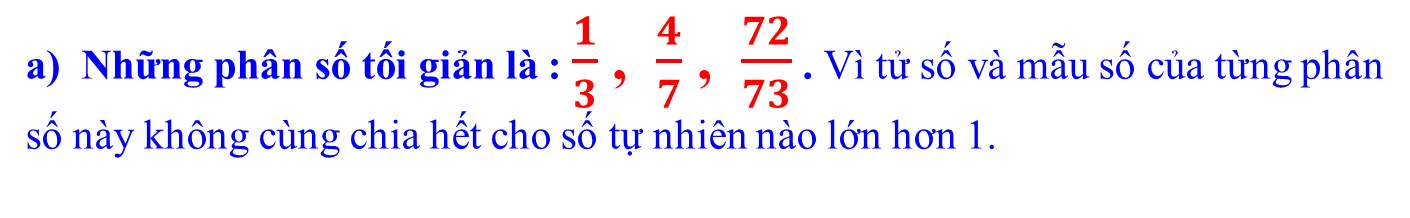 a) Những phân số tối giản là : 1/3 , 4/7 , 72/73 . Vì tử số và mẫu số của từng phân
số này không cùng chia hết cho số tự nhiên nào lớn hơn 1.